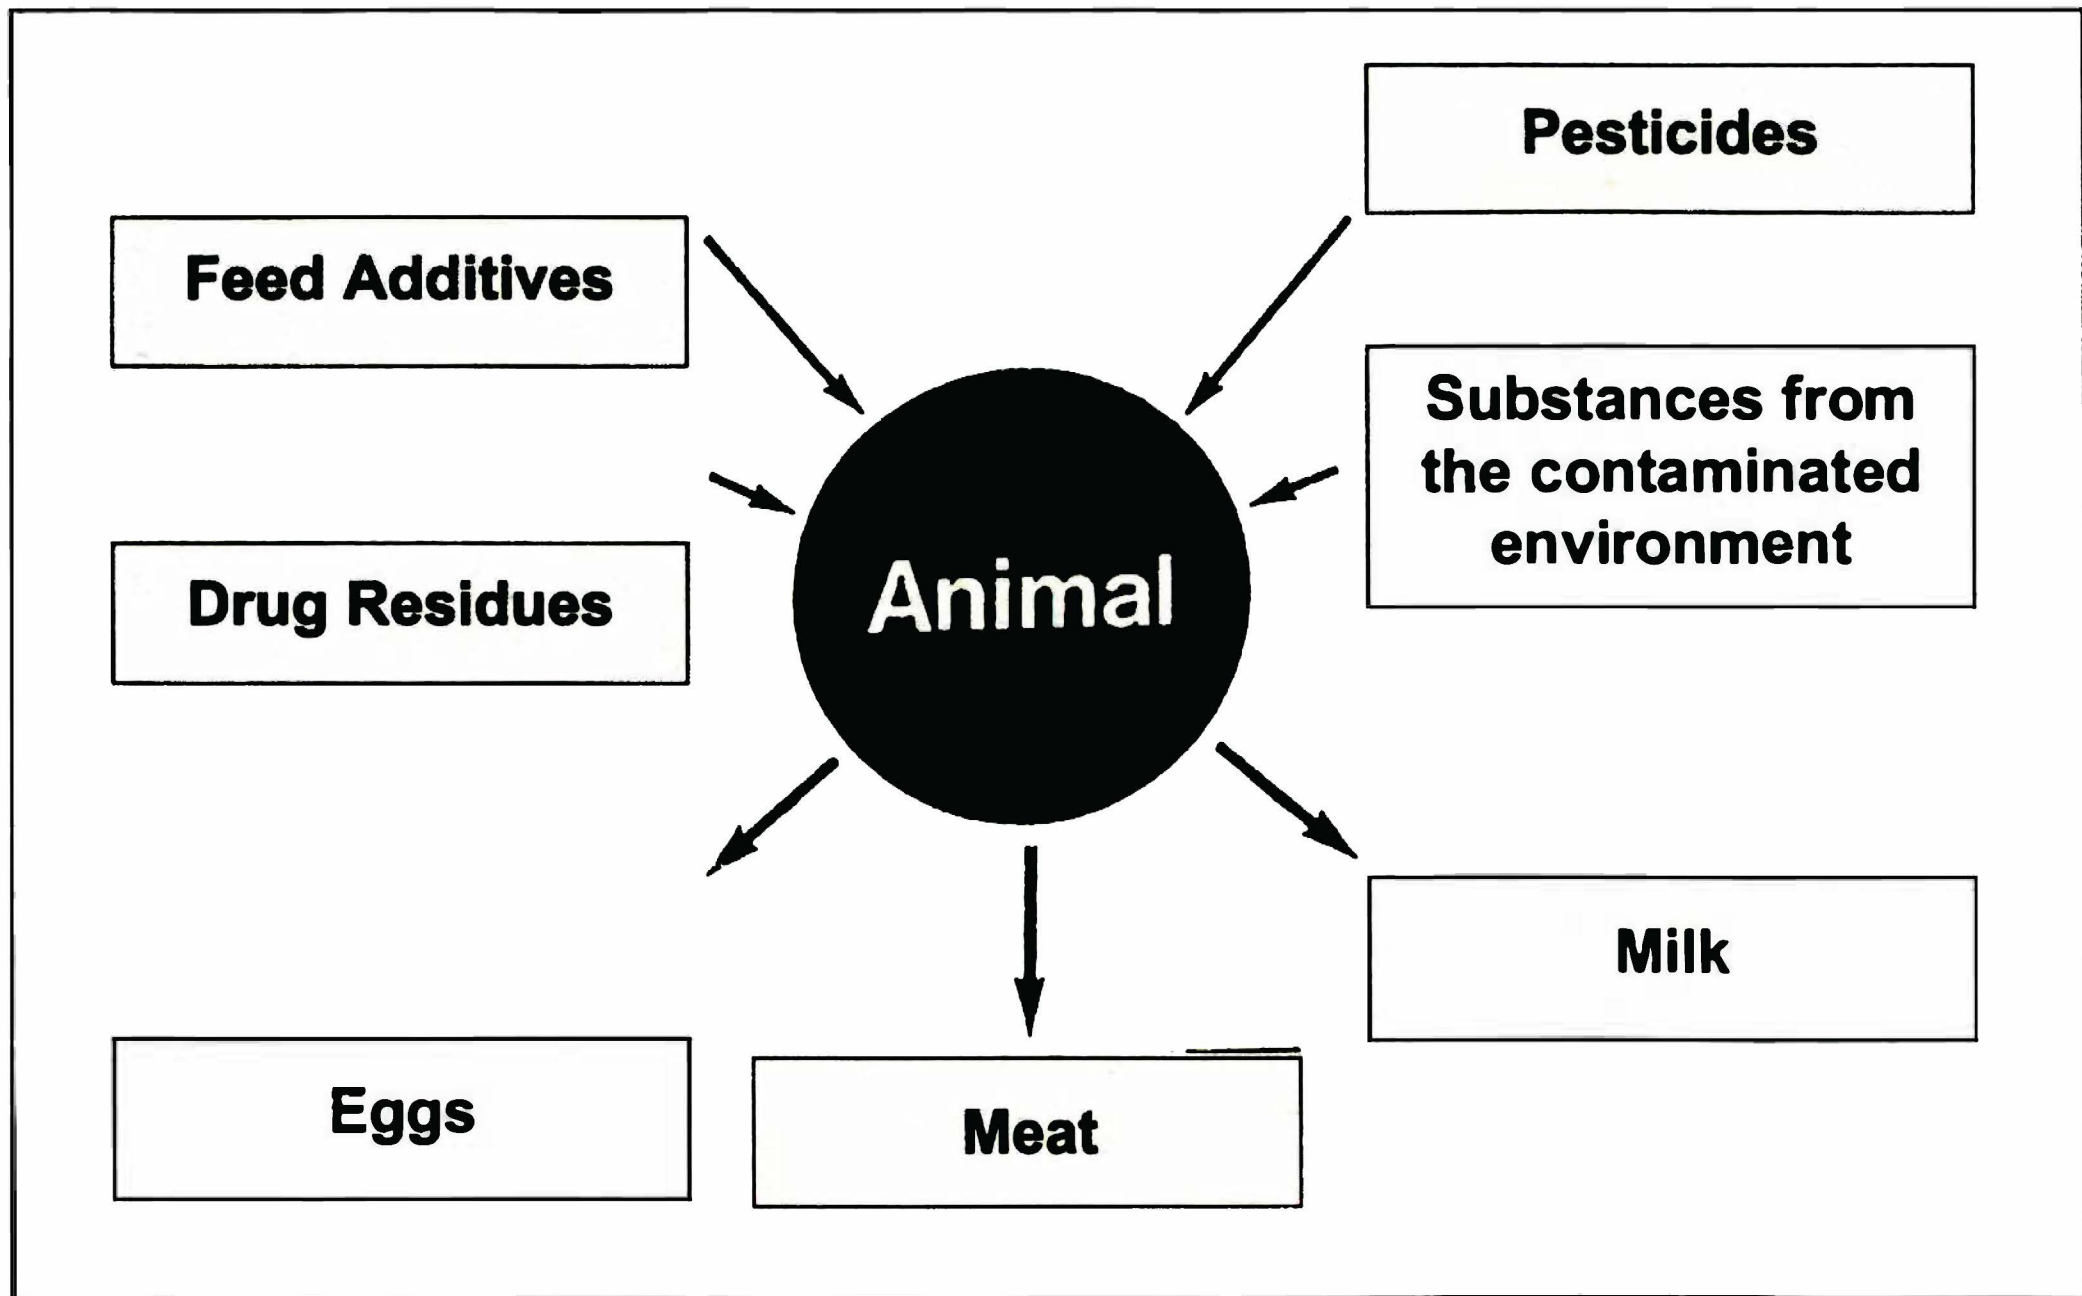 Pesticides
Feed Additives
Substances from
the contaminated
environment
Animal
Drug Residues
Milk
Eggs
Meat